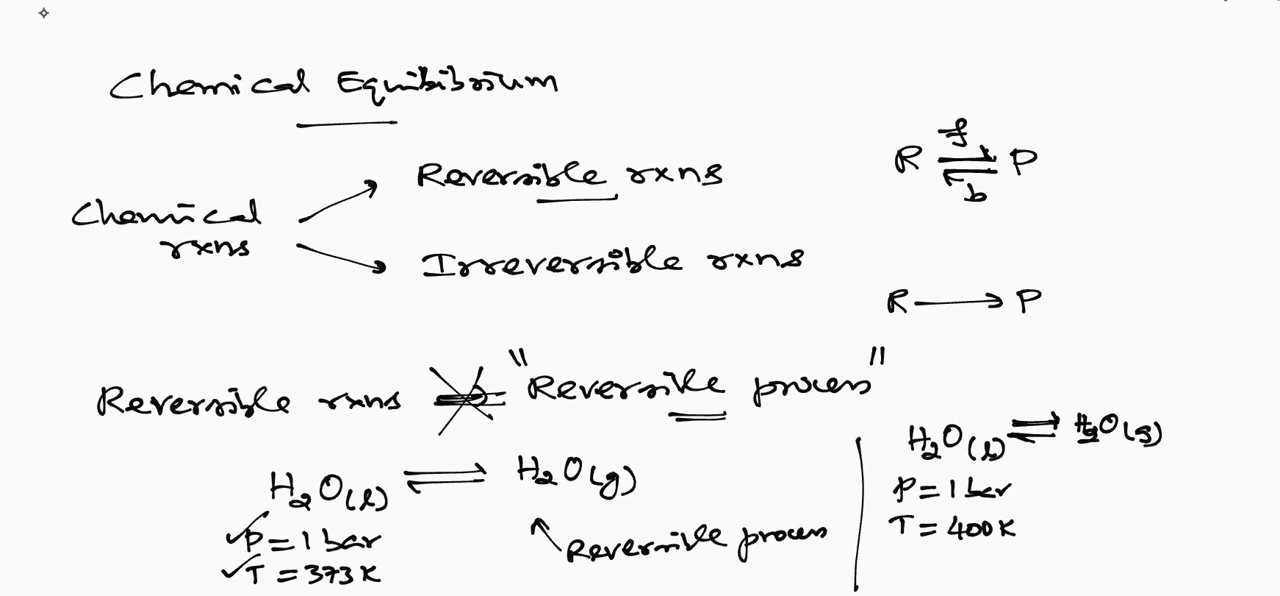 Chemical Equilibrium
R ⇌ P
f
b
Chemical rxns
Reversible rxns
Irreversible rxns
R ⟶ P
Reversible rxns ⇏ "Reversible process"
H₂O(l) ⇌ H₂O(g)
P = 1 bar
T = 373 K
Reversible process
H₂O(l) ⇌ H₂O(g)
P = 1 bar
T = 400 K